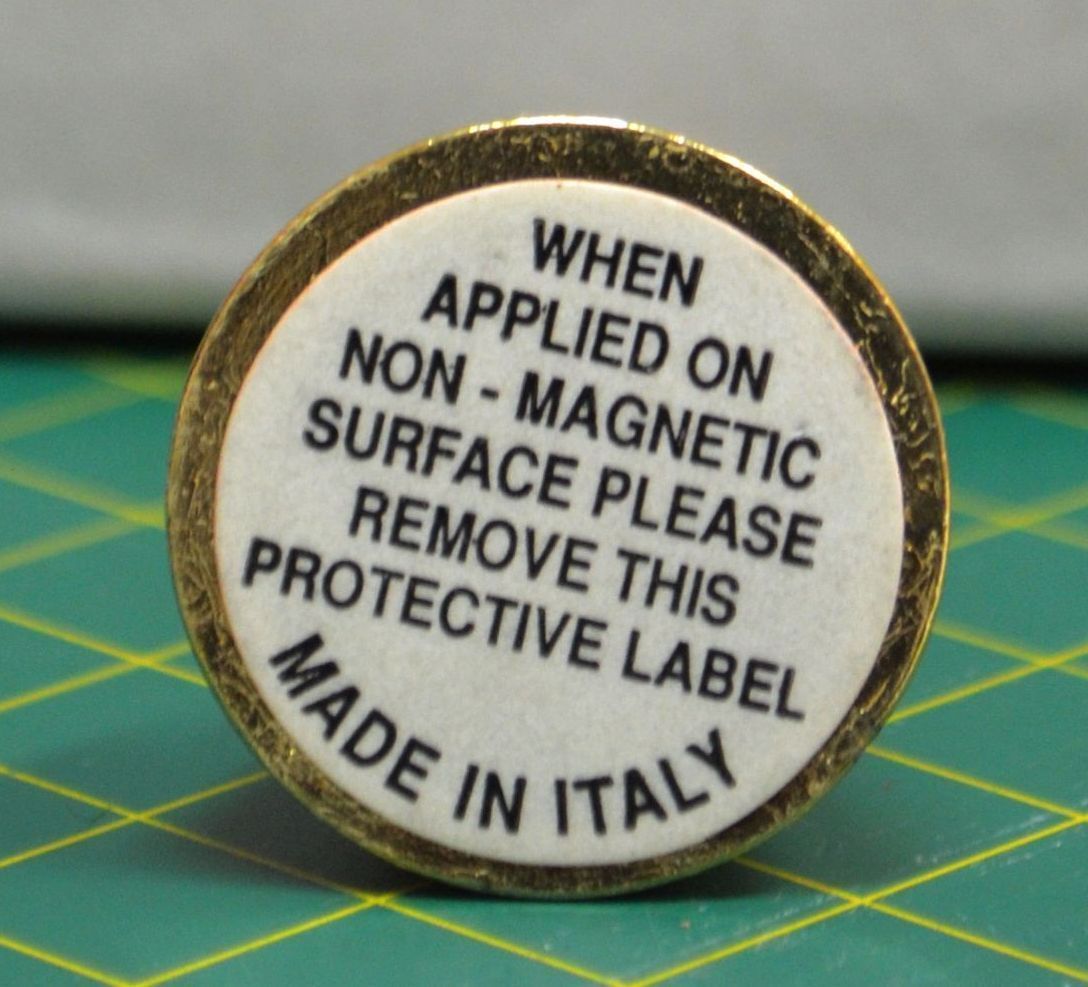 WHEN
APPLIED ON
NON - MAGNETIC
SURFACE PLEASE
REMOVE THIS
PROTECTIVE LABEL
MADE IN ITALY